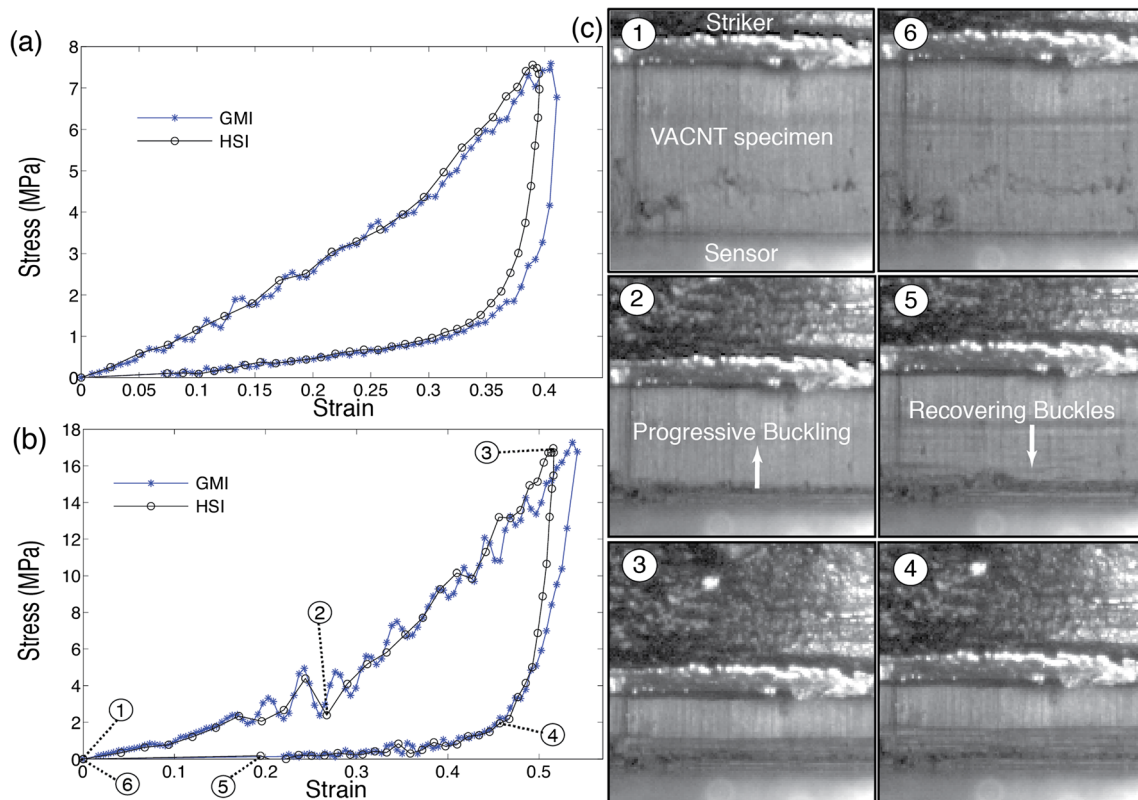 (a)
8
7
6
5
4
3
2
1
0
Stress (MPa)
GMI
HSI
0 0.05 0.1 0.15 0.2 0.25 0.3 0.35 0.4
Strain
(b)
18
16
14
12
10
8
6
4
2
0
Stress (MPa)
GMI
HSI
1
2
3
4
5
6
0 0.1 0.2 0.3 0.4 0.5
Strain
(c)
1
Striker
VACNT specimen
Sensor
6
2
Progressive Buckling
5
Recovering Buckles
3
4